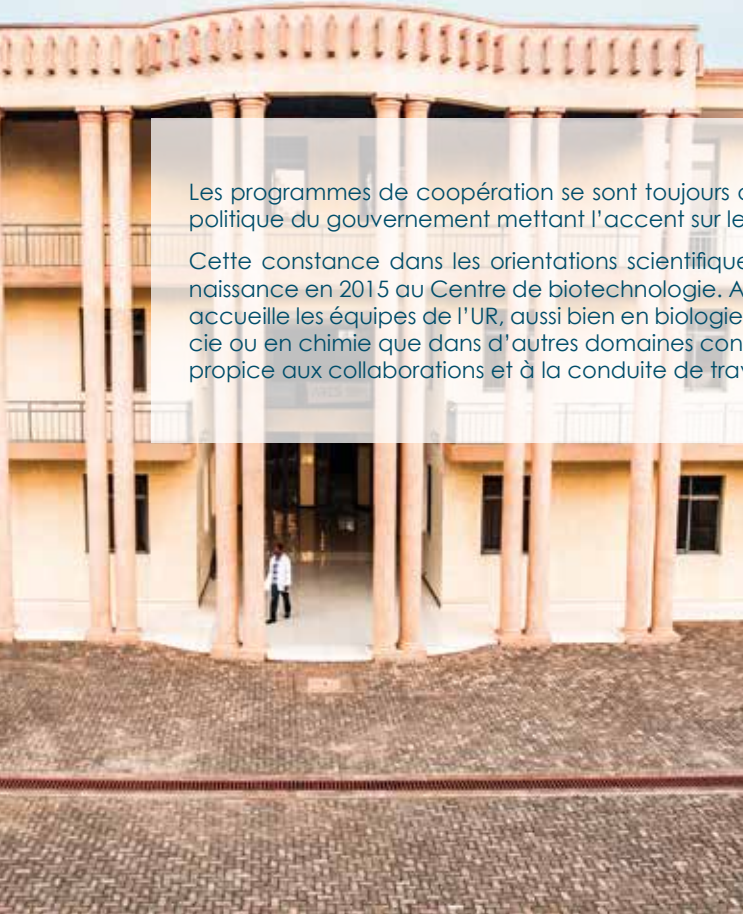 Les programmes de coopération se sont toujours
politique du gouvernement mettant l’accent sur le
Cette constance dans les orientations scientifique
naissance en 2015 au Centre de biotechnologie. A
accueille les équipes de l’UR, aussi bien en biologie
cie ou en chimie que dans d’autres domaines con
propice aux collaborations et à la conduite de tra